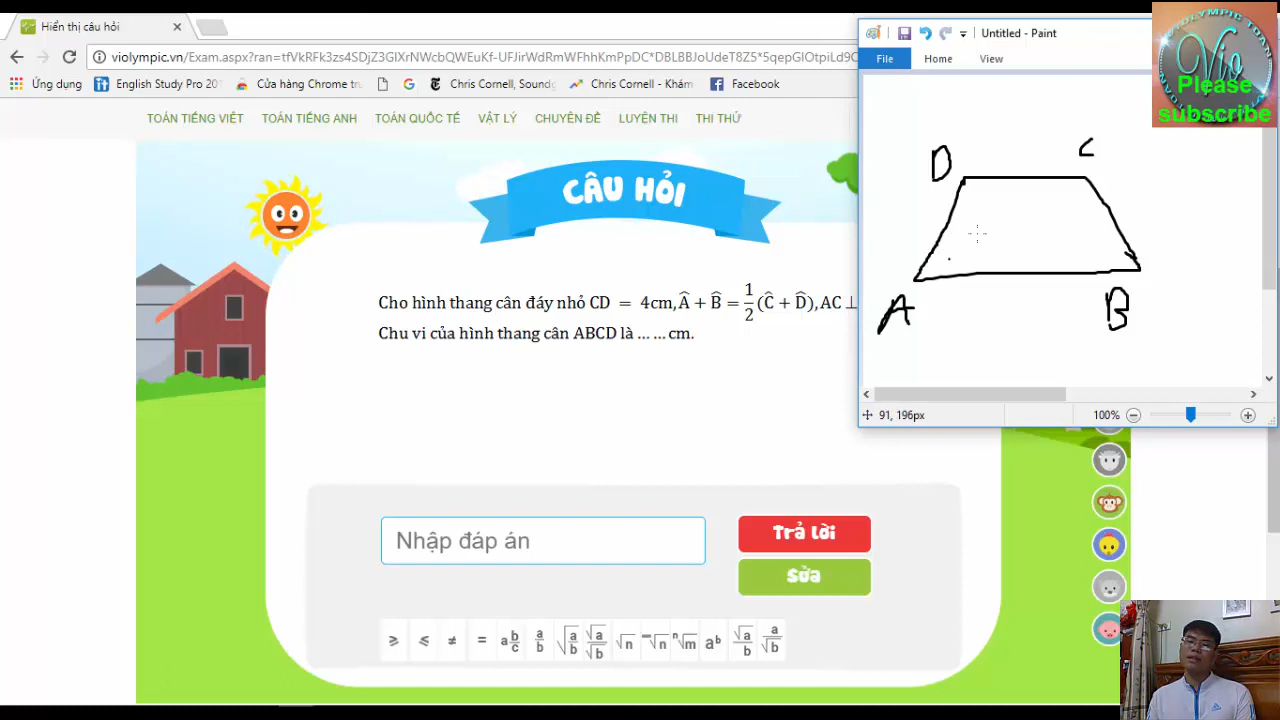 Hiển thị câu hỏi
violympic.vn/Exam.aspx?ran=tfVkRFk3zs4SDjZ3GlXrNWcbQWEuKf-UFJirWdRmWFhhKmPpDC*DBLBBJoUdeT8Z5*5qepGlOtpiLd9C
Ứng dụng
English Study Pro 20
Cửa hàng Chrome trụ
Chris Cornell, Soundg
Chris Cornell - Khám
Facebook
TOÁN TIẾNG VIỆT
TOÁN TIẾNG ANH
TOÁN QUỐC TẾ
VẬT LÝ
CHUYÊN ĐỀ
LUYỆN THI
THI THỬ
CÂU HỎI
Cho hình thang cân đáy nhỏ CD = 4cm, Â + B̂ = 1/2 (Ĉ + D̂), AC ⊥
Chu vi của hình thang cân ABCD là ... ... cm.
Nhập đáp án
Trả lời
Sửa
≥ ≤ ≠ = a b/c a/b √a/b √a/√b √n −√n ⁿ√m aᵇ √a/b a/√b
Untitled - Paint
File
Home
View
D
C
A
B
91, 196px
100%
Vio
Please
subscribe